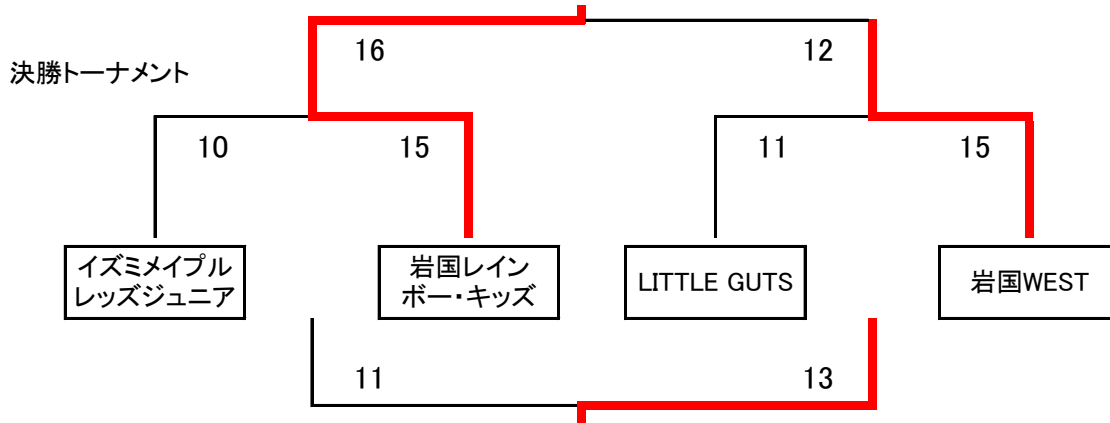 16
12
決勝トーナメント
10
15
11
15
イズミメイプル
レッズジュニア
岩国レイン
ボー・キッズ
LITTLE GUTS
岩国WEST
11
13